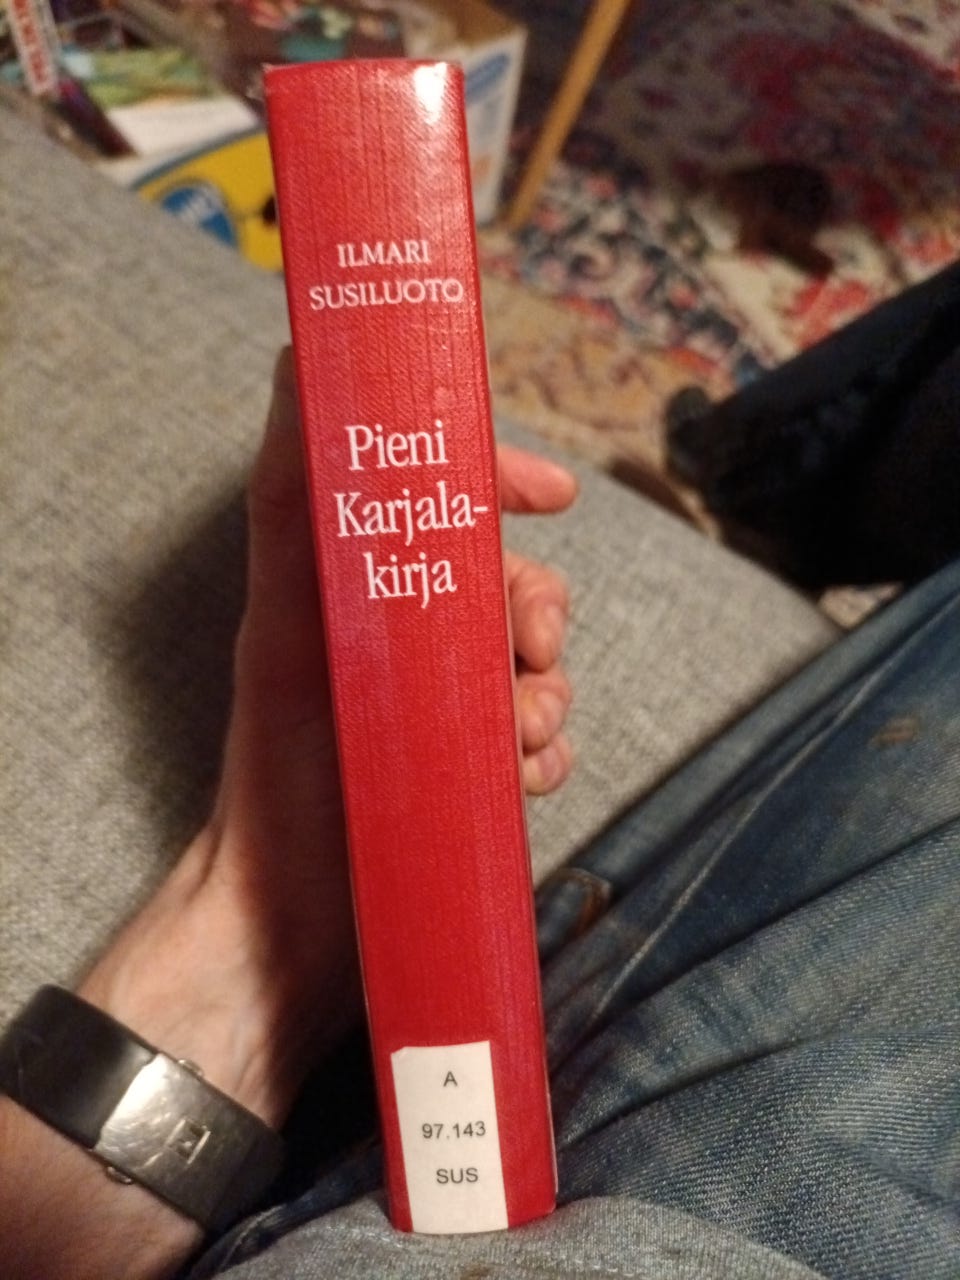 ILMARI
SUSILUOTO
Pieni
Karjala-
kirja
A
97.143
SUS